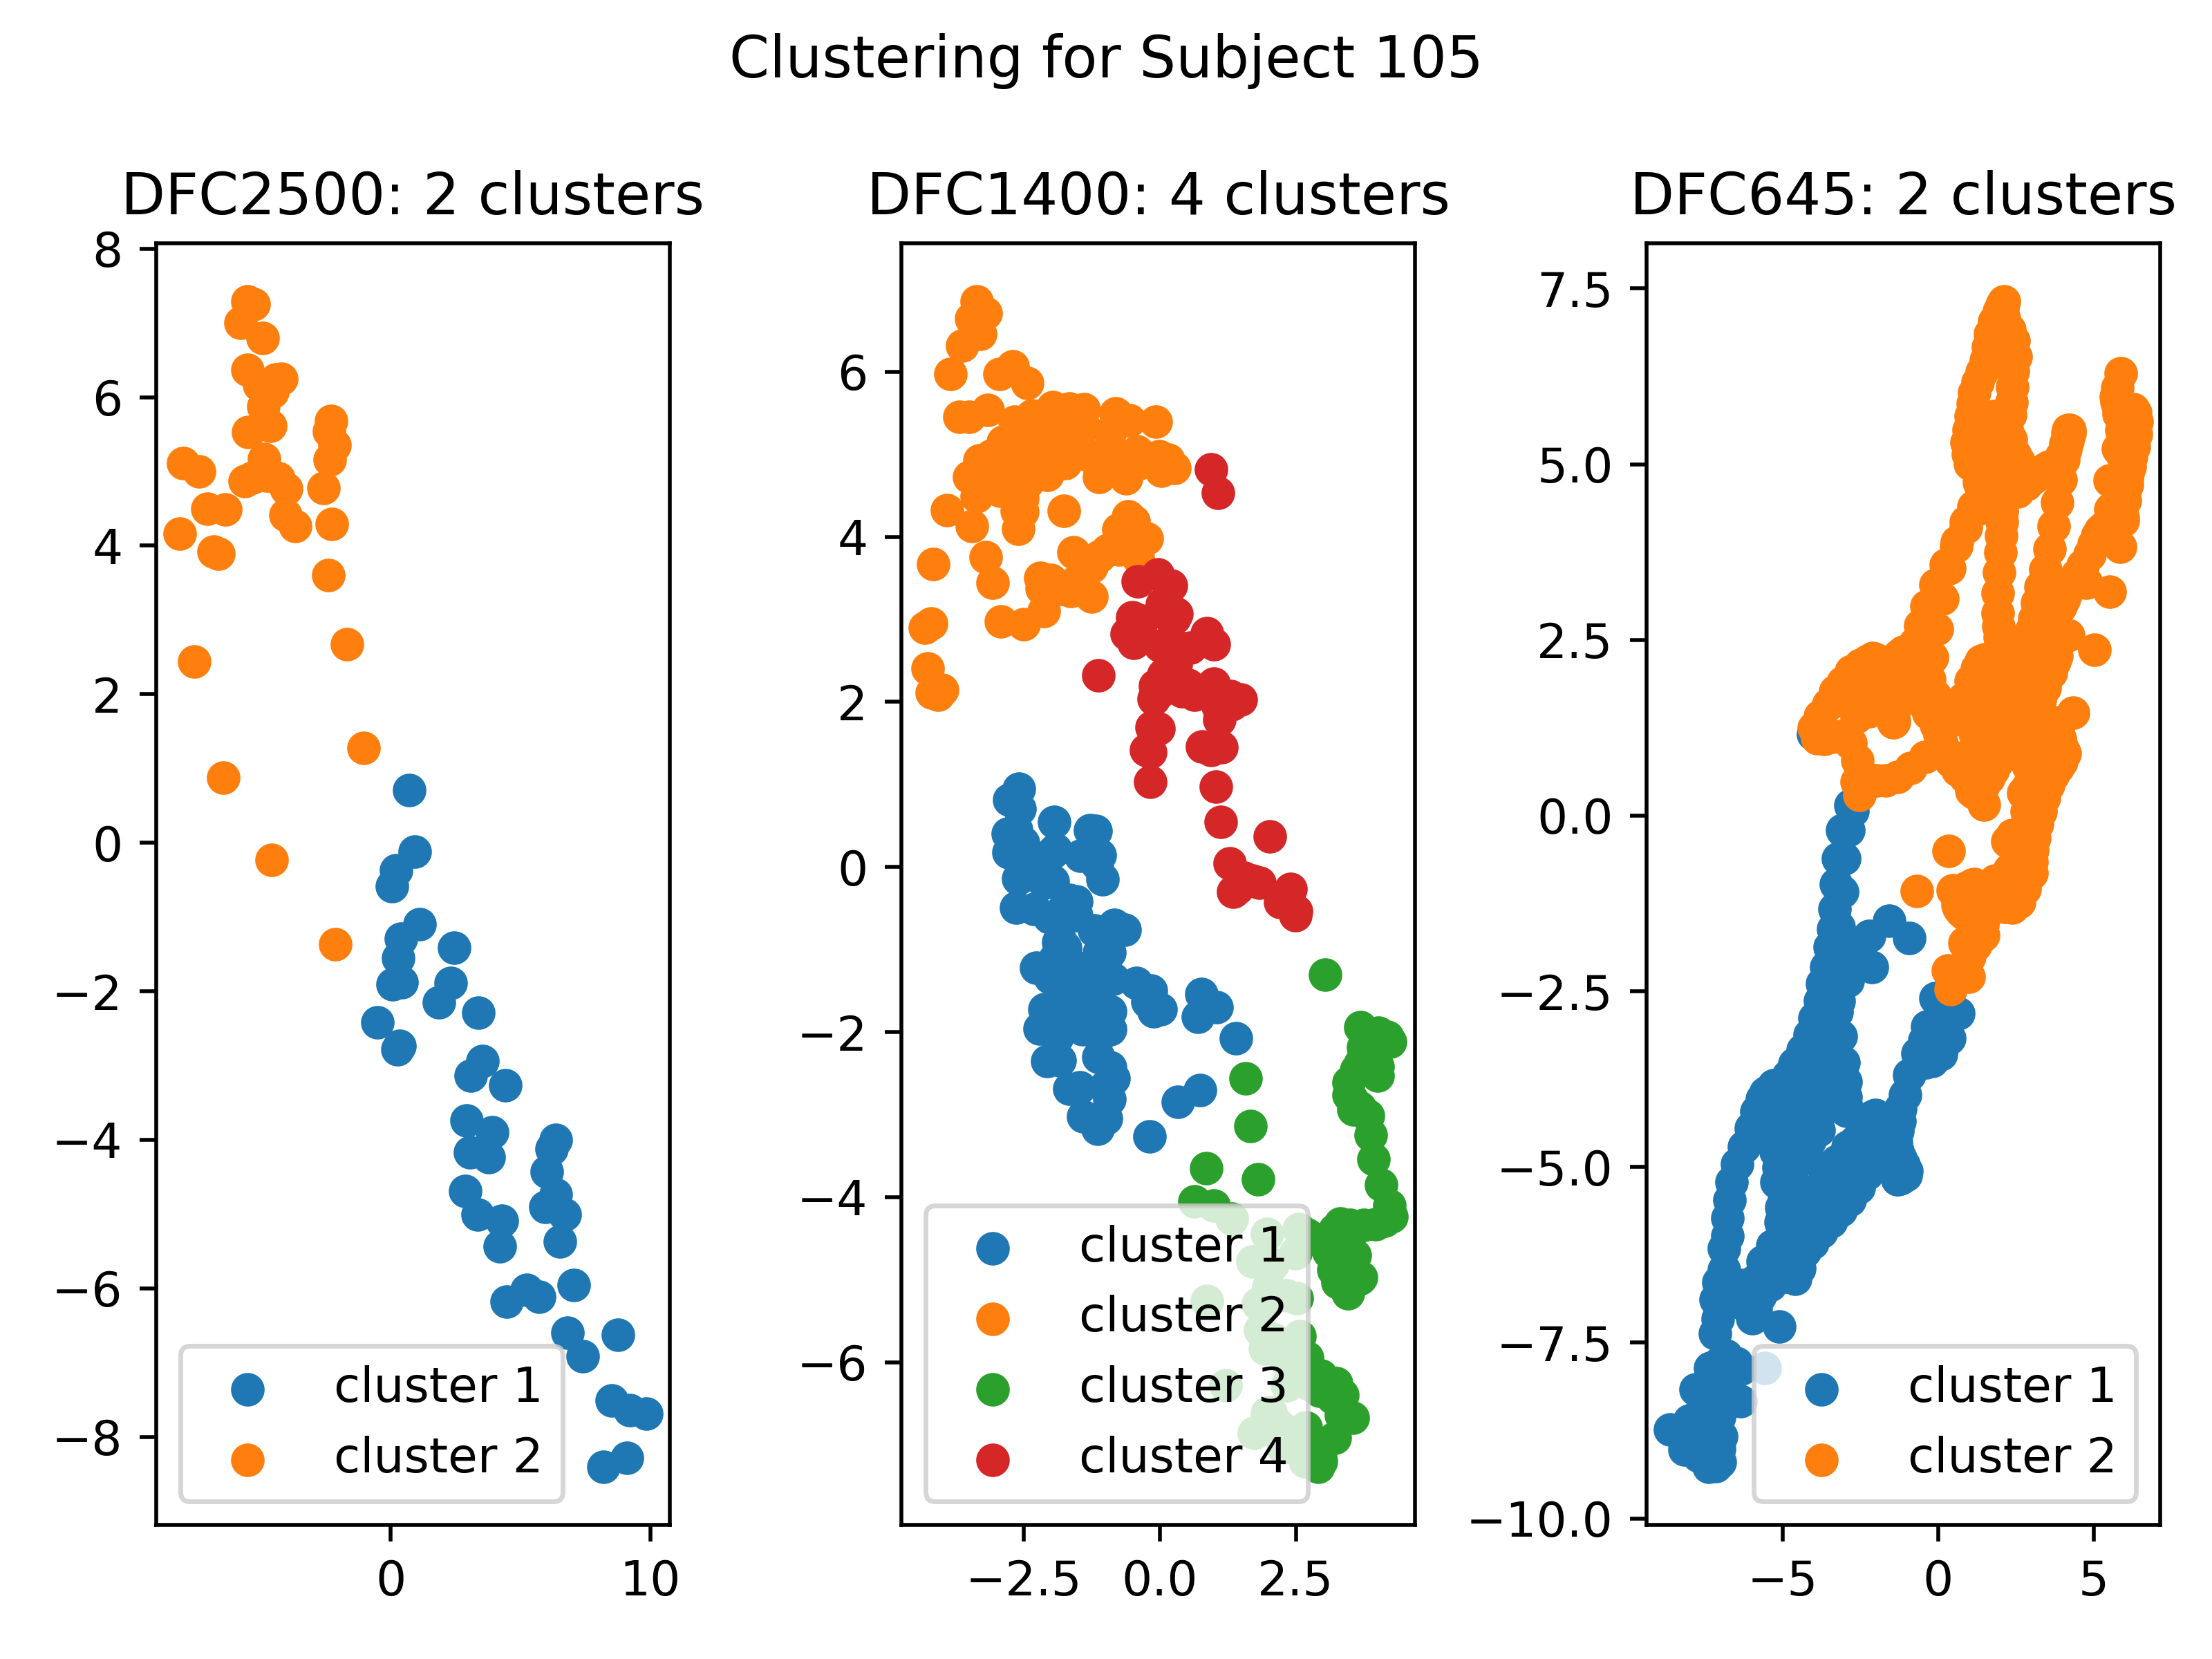 Clustering for Subject 105
DFC2500: 2 clusters
8
6
4
2
0
−2
−4
−6
−8
0
10
cluster 1
cluster 2
DFC1400: 4 clusters
6
4
2
0
−2
−4
−6
−2.5
0.0
2.5
cluster 1
cluster 2
cluster 3
cluster 4
DFC645: 2 clusters
7.5
5.0
2.5
0.0
−2.5
−5.0
−7.5
−10.0
−5
0
5
cluster 1
cluster 2